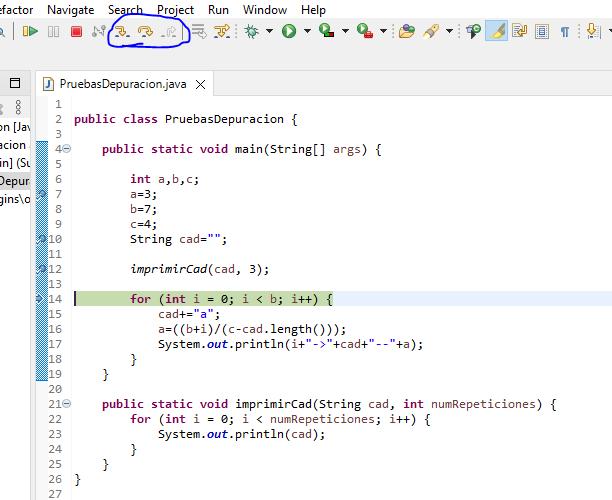 efactor Navigate Search Project Run Window Help
PruebasDepuracion.java
1
2 public class PruebasDepuracion {
3
on [Jav
4 public static void main(String[] args) {
acion
5
in] (Su
6 int a,b,c;
Depur
7 a=3;
gins\o
8 b=7;
9 c=4;
10 String cad="";
11
12 imprimirCad(cad, 3);
13
14 for (int i = 0; i < b; i++) {
15 cad+="a";
16 a=((b+i)/(c-cad.length()));
17 System.out.println(i+"->"+cad+"--"+a);
18 }
19 }
20
21 public static void imprimirCad(String cad, int numRepeticiones) {
22 for (int i = 0; i < numRepeticiones; i++) {
23 System.out.println(cad);
24 }
25 }
26 }
27